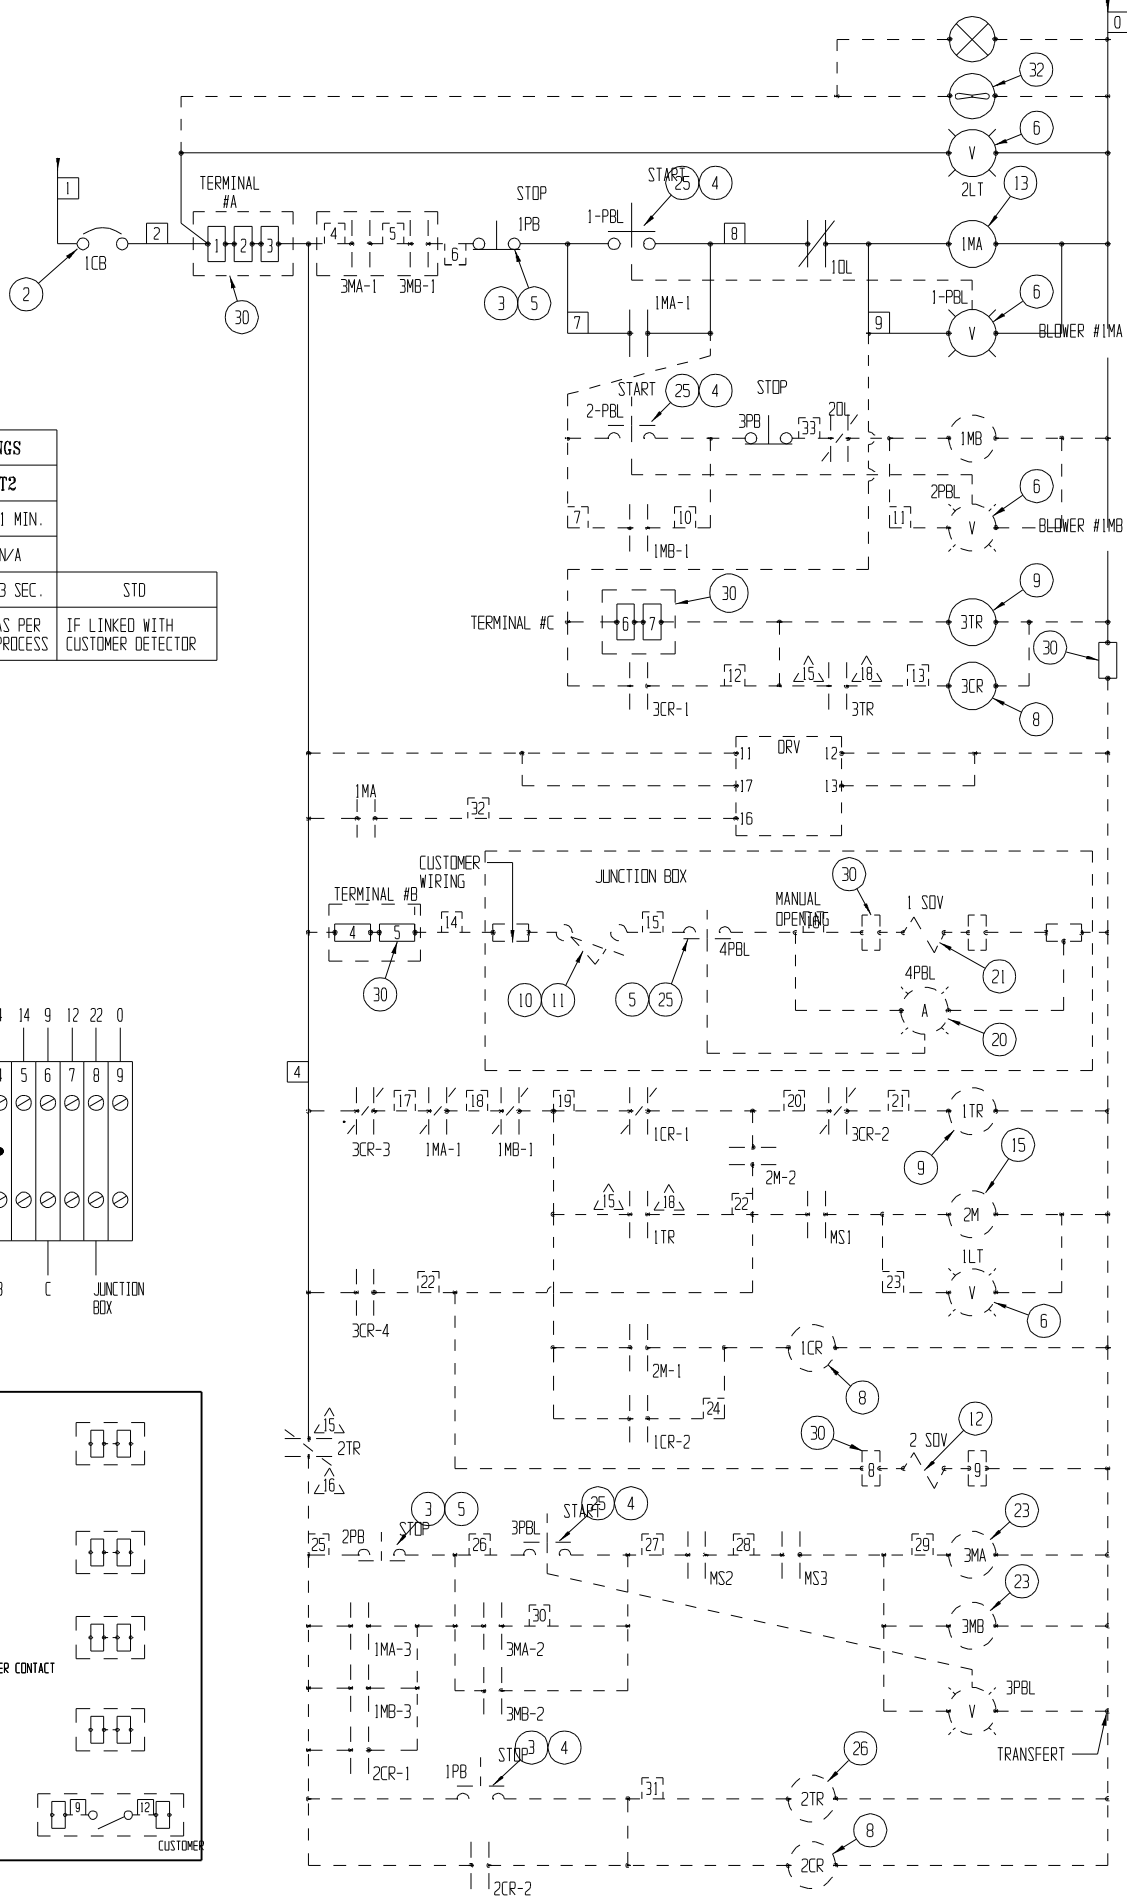 0
32
6
V
2LT
START
25 4
13
1
TERMINAL
#A
STOP
1PB
1-PBL
2
1 2 3
4
5
6
8
1MA
1CB
3MA-1
3MB-1
1OL
2
30
3 5
1MA-1
1-PBL
6
7
9
V
BLOWER #1MA
START
25 4
STOP
2-PBL
3PB
33
2OL
1MB
2PBL
6
7
10
11
V
BLOWER #1MB
1MB-1
T2
1 MIN.
N/A
3 SEC.
STD
AS PER
PROCESS
IF LINKED WITH
CUSTOMER DETECTOR
30
9
TERMINAL #C
6 7
3TR
30
12
15
18
13
3CR
3CR-1
3TR
8
11
DRV
12
17
13
1MA
32
16
CUSTOMER
WIRING
JUNCTION BOX
30
TERMINAL #B
MANUAL
OPENING
1 SOV
4 5
14
15
16
4PBL
30
10 11
5 25
4PBL
21
A
20
14 9 12 22 0
5 6 7 8 9
C
JUNCTION
BOX
4
17
18
19
20
21
1TR
3CR-3
1MA-1
1MB-1
1CR-1
3CR-2
2M-2
9
15
15
18
22
2M
1TR
MS1
1LT
22
23
V
3CR-4
6
2M-1
1CR
8
24
1CR-2
15
2TR
16
30
2 SOV
12
8
9
3 5
START
25 4
23
25
2PB
STOP
26
3PBL
27
28
29
3MA
MS2
MS3
23
30
3MB
1MA-3
3MA-2
3PBL
1MB-3
3MB-2
V
TRANSFERT
2CR-1
STOP
3 4
26
1PB
31
2TR
8
2CR
2CR-2
ER CONTACT
9
12
CUSTOMER